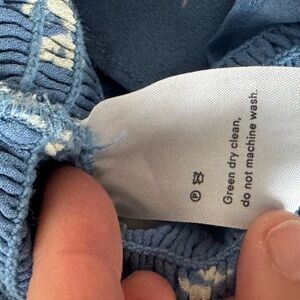 Green dry clean,
do not machine wash.